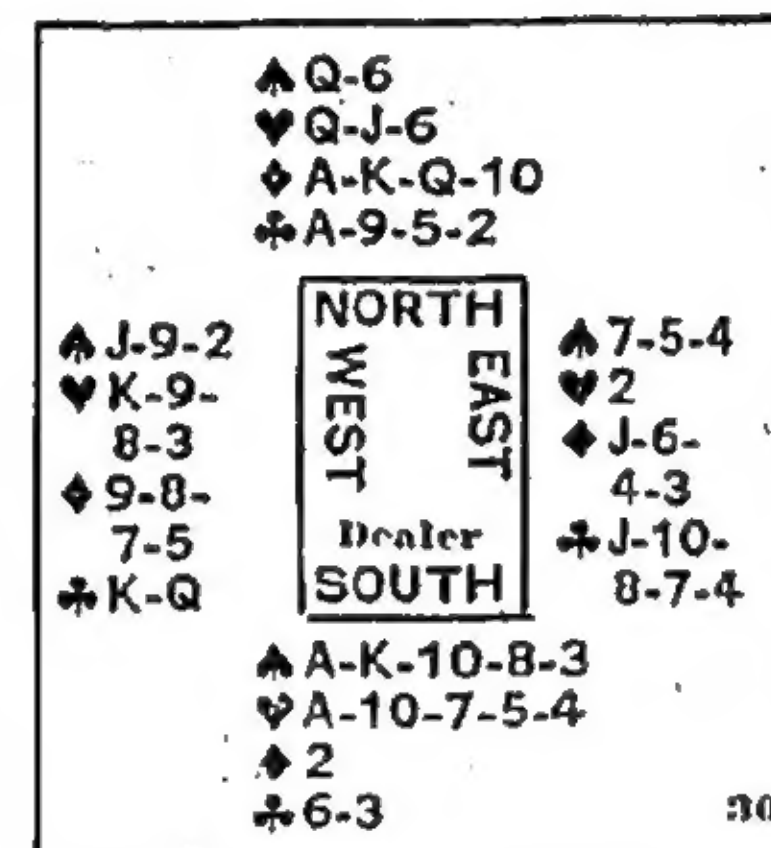 ♠ Q-6
♥ Q-J-6
♦ A-K-Q-10
♣ A-9-5-2
NORTH
WEST
EAST
Dealer
SOUTH
♠ J-9-2
♥ K-9-
8-3
♦ 9-8-
7-5
♣ K-Q
♠ 7-5-4
♥ 2
♦ J-6-
4-3
♣ J-10-
8-7-4
♠ A-K-10-8-3
♥ A-10-7-5-4
♦ 2
♣ 6-3